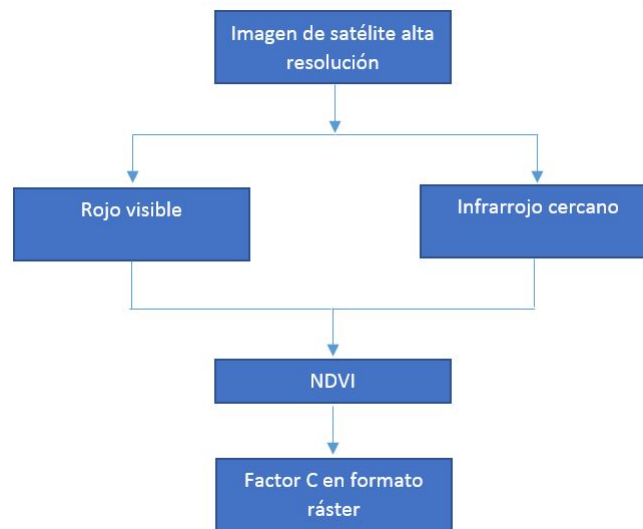 Imagen de satélite alta
resolución
Rojo visible
Infrarrojo cercano
NDVI
Factor C en formato
ráster